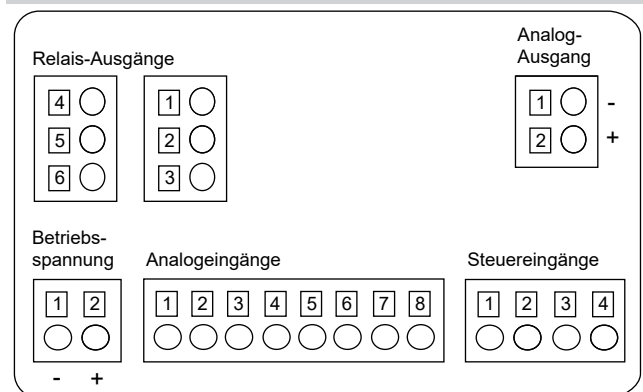 Relais-Ausgänge
4 1
5 2
6 3
Analog-
Ausgang
1 -
2 +
Betriebs-
spannung
1 2
- +
Analogeingänge
1 2 3 4 5 6 7 8
Steuereingänge
1 2 3 4